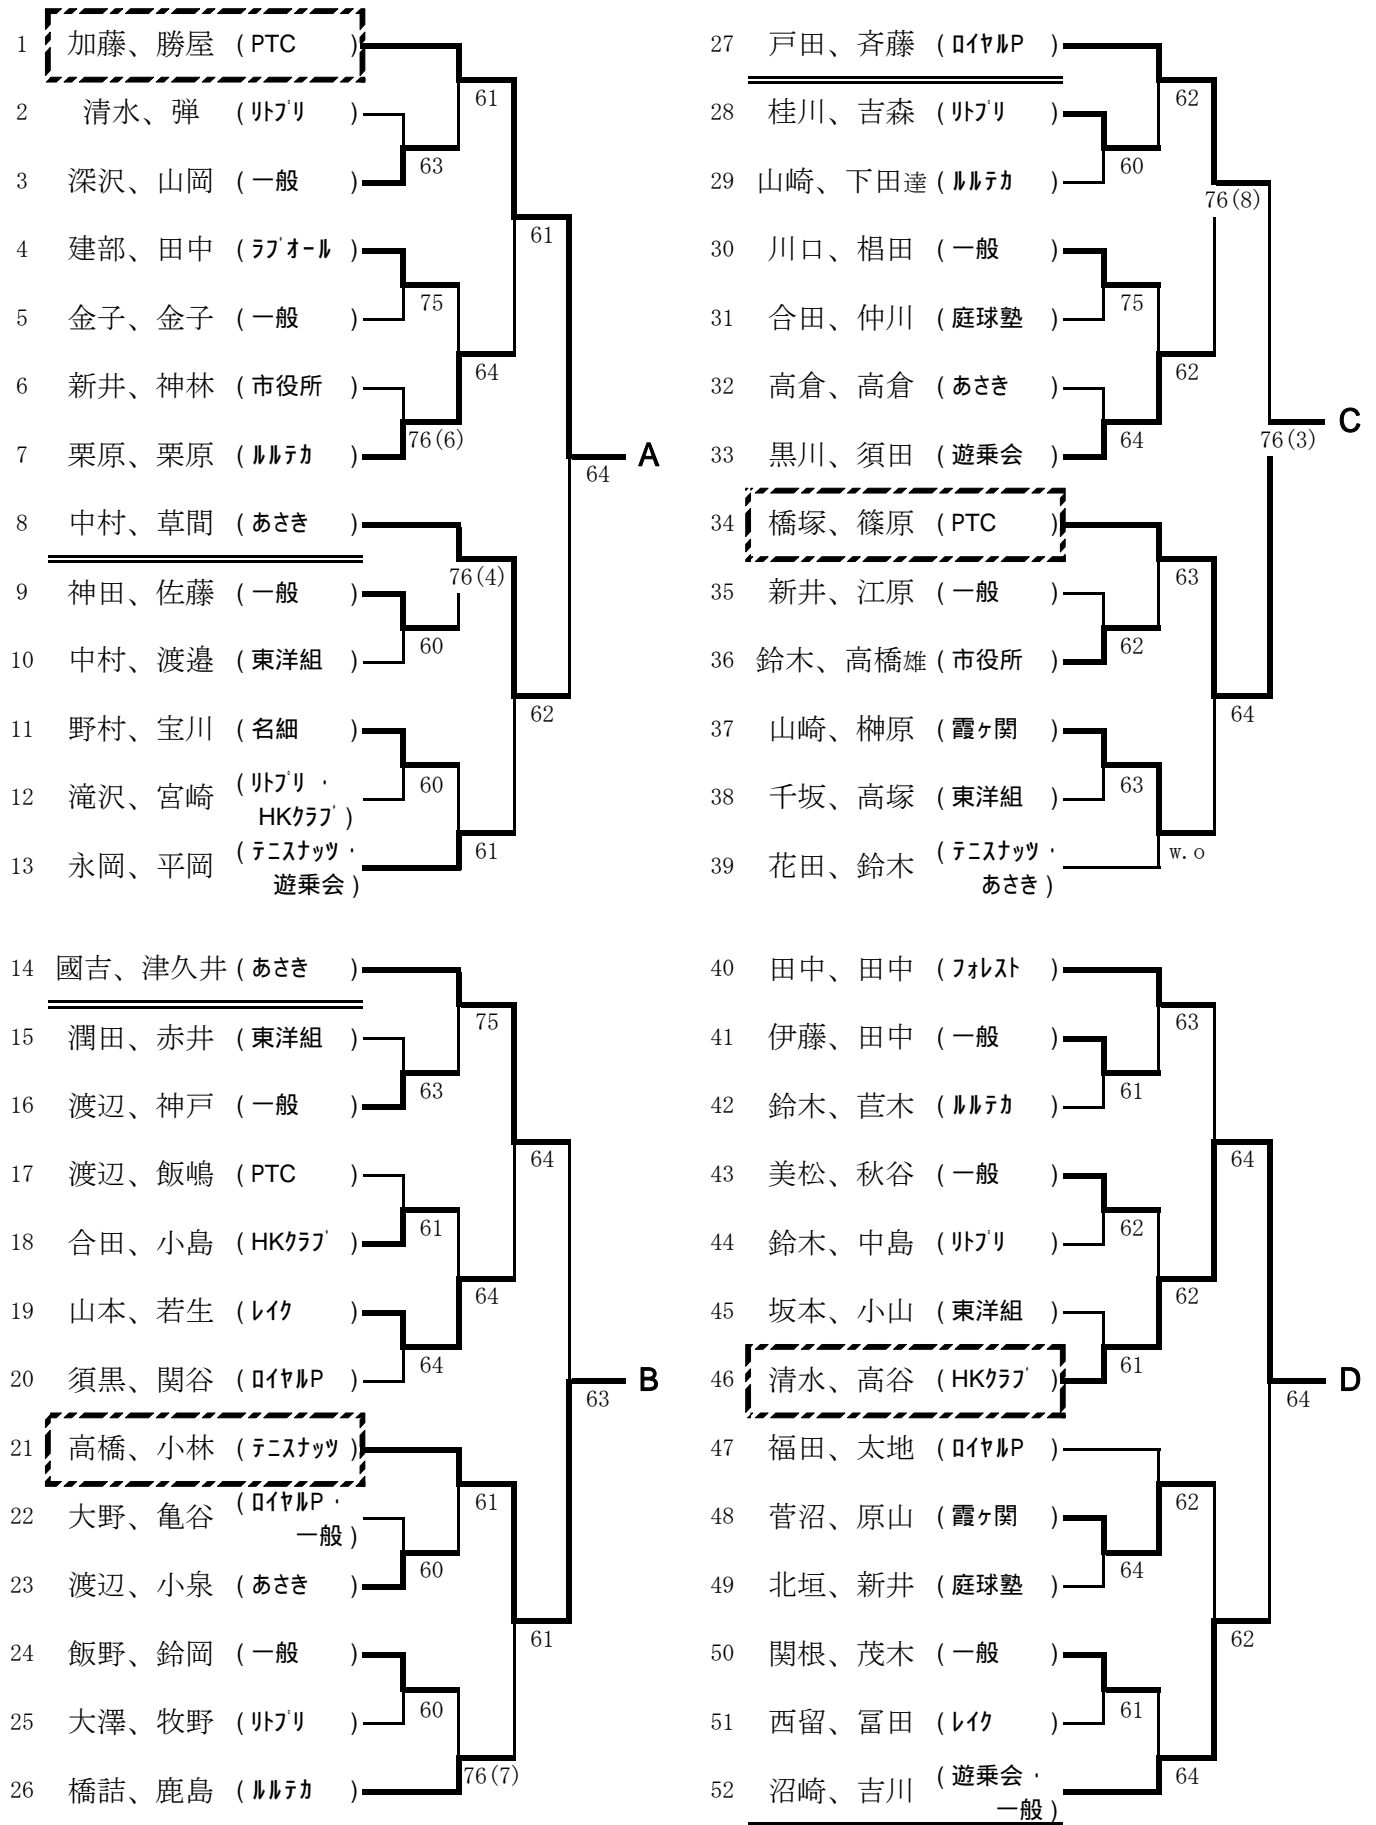 1 加藤、勝屋 (PTC )
61
2 清水、弾 (ﾘﾄﾌﾟﾘ )
63
3 深沢、山岡 (一般 )
61
4 建部、田中 (ﾗﾌﾞｵｰﾙ )
75
5 金子、金子 (一般 )
64
6 新井、神林 (市役所 )
76(6)
7 栗原、栗原 (ﾙﾙﾃｶ )
64 A
8 中村、草間 (あさき )
76(4)
9 神田、佐藤 (一般 )
60
10 中村、渡邉 (東洋組 )
62
11 野村、宝川 (名細 )
60
12 滝沢、宮崎 (ﾘﾄﾌﾟﾘ・
HKｸﾗﾌﾞ)
61
13 永岡、平岡 (ﾃﾆｽﾅｯﾂ・
遊乗会)
14 國吉、津久井 (あさき )
75
15 潤田、赤井 (東洋組 )
63
16 渡辺、神戸 (一般 )
64
17 渡辺、飯嶋 (PTC )
61
18 合田、小島 (HKｸﾗﾌﾞ )
64
19 山本、若生 (ﾚｲｸ )
64
20 須黒、関谷 (ﾛｲﾔﾙP )
63 B
21 高橋、小林 (ﾃﾆｽﾅｯﾂ )
61
22 大野、亀谷 (ﾛｲﾔﾙP・
一般)
60
23 渡辺、小泉 (あさき )
61
24 飯野、鈴岡 (一般 )
60
25 大澤、牧野 (ﾘﾄﾌﾟﾘ )
76(7)
26 橋詰、鹿島 (ﾙﾙﾃｶ )
27 戸田、斉藤 (ﾛｲﾔﾙP )
62
28 桂川、吉森 (ﾘﾄﾌﾟﾘ )
60
29 山崎、下田達 (ﾙﾙﾃｶ )
76(8)
30 川口、椙田 (一般 )
75
31 合田、仲川 (庭球塾 )
62
32 高倉、高倉 (あさき )
64
76(3) C
33 黒川、須田 (遊乗会 )
34 橋塚、篠原 (PTC )
63
35 新井、江原 (一般 )
62
36 鈴木、高橋雄 (市役所 )
64
37 山崎、榊原 (霞ヶ関 )
63
38 千坂、高塚 (東洋組 )
w.o
39 花田、鈴木 (ﾃﾆｽﾅｯﾂ・
あさき)
40 田中、田中 (ﾌｫﾚｽﾄ )
63
41 伊藤、田中 (一般 )
61
42 鈴木、苣木 (ﾙﾙﾃｶ )
64
43 美松、秋谷 (一般 )
62
44 鈴木、中島 (ﾘﾄﾌﾟﾘ )
62
45 坂本、小山 (東洋組 )
61
46 清水、高谷 (HKｸﾗﾌﾞ )
64 D
47 福田、太地 (ﾛｲﾔﾙP )
62
48 菅沼、原山 (霞ヶ関 )
64
49 北垣、新井 (庭球塾 )
62
50 関根、茂木 (一般 )
61
51 西留、冨田 (ﾚｲｸ )
64
52 沼崎、吉川 (遊乗会・
一般)